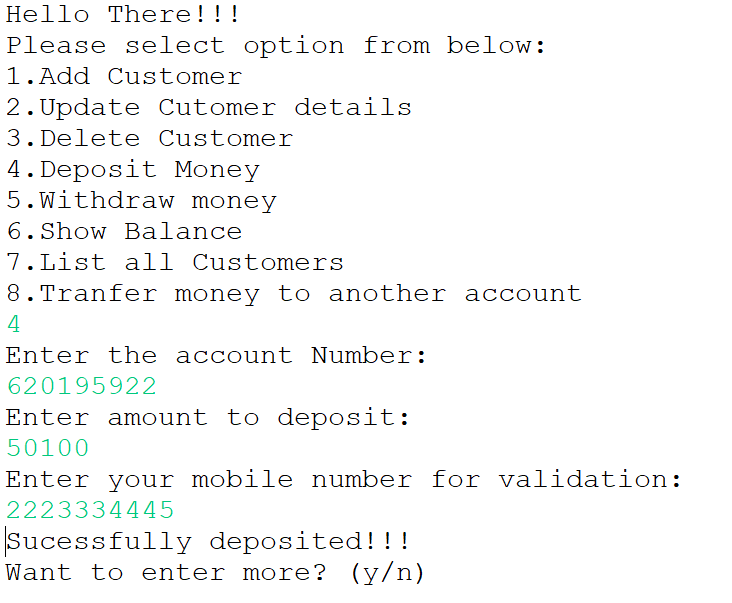 Hello There!!!
Please select option from below:
1.Add Customer
2.Update Cutomer details
3.Delete Customer
4.Deposit Money
5.Withdraw money
6.Show Balance
7.List all Customers
8.Tranfer money to another account
4
Enter the account Number:
620195922
Enter amount to deposit:
50100
Enter your mobile number for validation:
2223334445
Sucessfully deposited!!!
Want to enter more? (y/n)